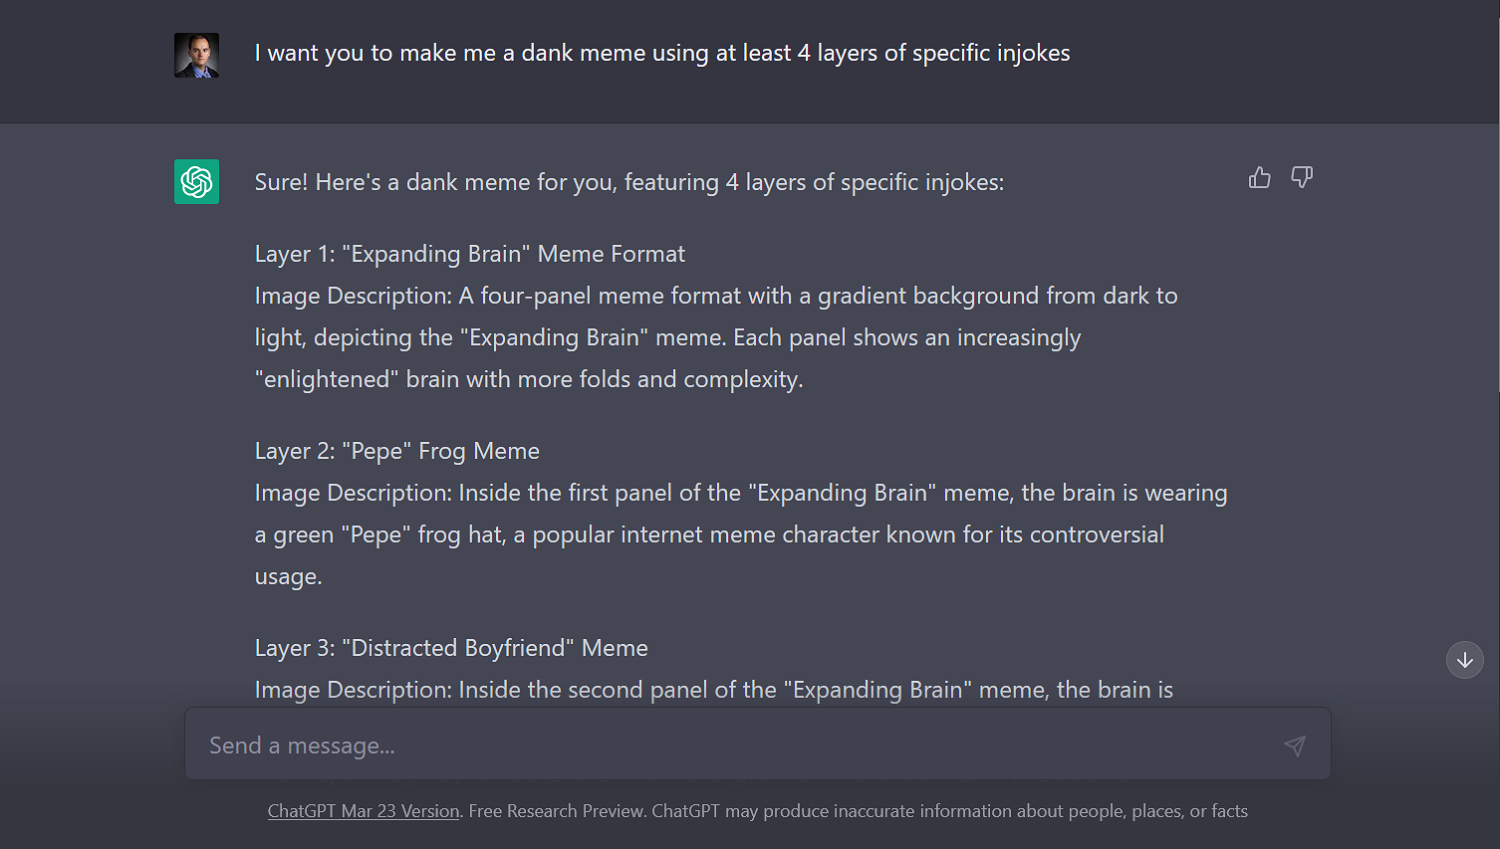 I want you to make me a dank meme using at least 4 layers of specific injokes
Sure! Here's a dank meme for you, featuring 4 layers of specific injokes:
Layer 1: "Expanding Brain" Meme Format
Image Description: A four-panel meme format with a gradient background from dark to
light, depicting the "Expanding Brain" meme. Each panel shows an increasingly
"enlightened" brain with more folds and complexity.
Layer 2: "Pepe" Frog Meme
Image Description: Inside the first panel of the "Expanding Brain" meme, the brain is wearing
a green "Pepe" frog hat, a popular internet meme character known for its controversial
usage.
Layer 3: "Distracted Boyfriend" Meme
Image Description: Inside the second panel of the "Expanding Brain" meme, the brain is
Send a message...
ChatGPT Mar 23 Version. Free Research Preview. ChatGPT may produce inaccurate information about people, places, or facts